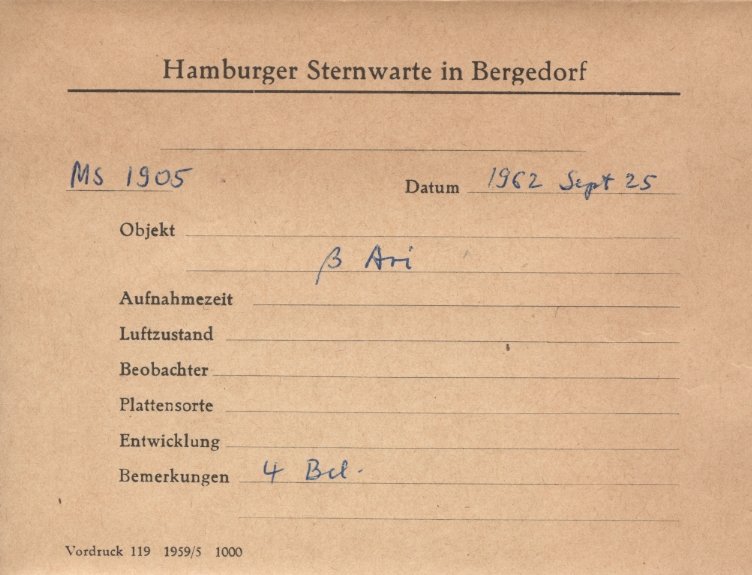 Hamburger Sternwarte in Bergedorf
MS 1905 Datum 1962 Sept 25
Objekt
β Ari
Aufnahmezeit
Luftzustand
Beobachter
Plattensorte
Entwicklung
Bemerkungen 4 Bel.
Vordruck 119 1959/5 1000